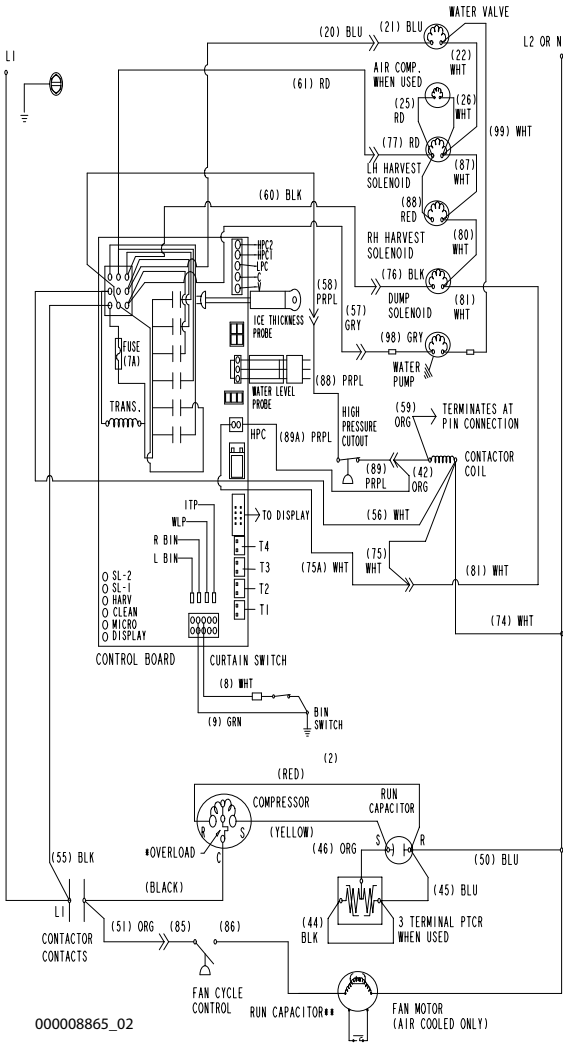 WATER VALVE
(20) BLU
(21) BLU
L2 OR N
L1
(22)
WHT
AIR COMP.
WHEN USED
(61) RD
(25)
RD
(26)
WHT
(99) WHT
(77) RD
LH HARVEST
SOLENOID
(87)
WHT
(60) BLK
(88)
RED
RH HARVEST
SOLENOID
(80)
WHT
HPC2
HPC1
LPC
C
(58)
PRPL
(76) BLK
DUMP
SOLENOID
(81)
WHT
(57)
GRY
ICE THICKNESS
PROBE
(98) GRY
FUSE
(7A)
WATER
PUMP
(88) PRPL
WATER LEVEL
PROBE
TRANS.
(59)
ORG
TERMINATES AT
PIN CONNECTION
HIGH
PRESSURE
CUTOUT
HPC
(89A) PRPL
CONTACTOR
COIL
(89)
PRPL
(42)
ORG
ITP
WLP
R BIN
L BIN
TO DISPLAY
(56) WHT
T4
T3
T2
T1
(75A) WHT
(75)
WHT
(81) WHT
SL-2
SL-1
HARV
CLEAN
MICRO
DISPLAY
(74) WHT
CONTROL BOARD
CURTAIN SWITCH
(8) WHT
(9) GRN
BIN
SWITCH
(2)
(RED)
COMPRESSOR
RUN
CAPACITOR
R
S
C
(YELLOW)
S
R
*OVERLOAD
(46) ORG
(50) BLU
(55) BLK
(BLACK)
(45) BLU
L1
(44)
BLK
3 TERMINAL PTCR
WHEN USED
(51) ORG
(85)
(86)
CONTACTOR
CONTACTS
FAN CYCLE
CONTROL
RUN CAPACITOR**
FAN MOTOR
(AIR COOLED ONLY)
000008865_02